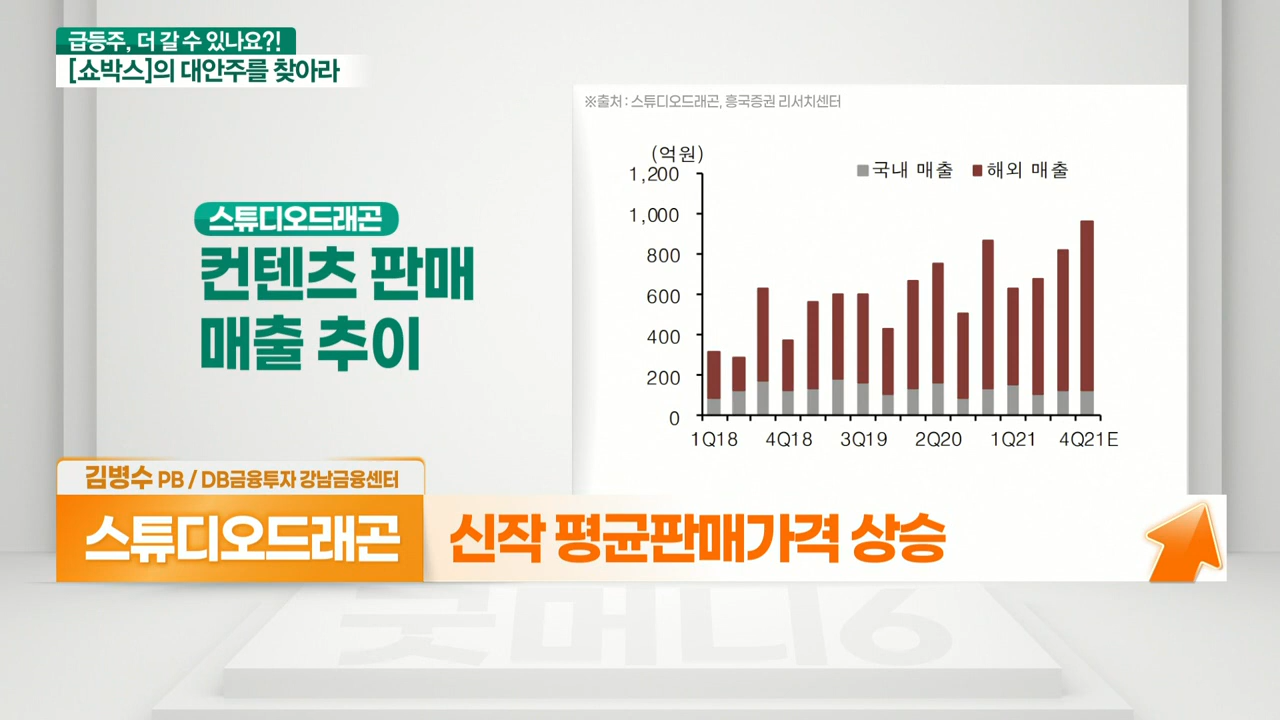 급등주, 더 갈 수 있나요?!
[쇼박스]의 대안주를 찾아라
※출처 : 스튜디오드래곤, 흥국증권 리서치센터
스튜디오드래곤
컨텐츠 판매
매출 추이
(억원)
국내 매출 해외 매출
1,200
1,000
800
600
400
200
0
1Q18 4Q18 3Q19 2Q20 1Q21 4Q21E
김병수 PB / DB금융투자 강남금융센터
스튜디오드래곤 신작 평균판매가격 상승
굿머니6